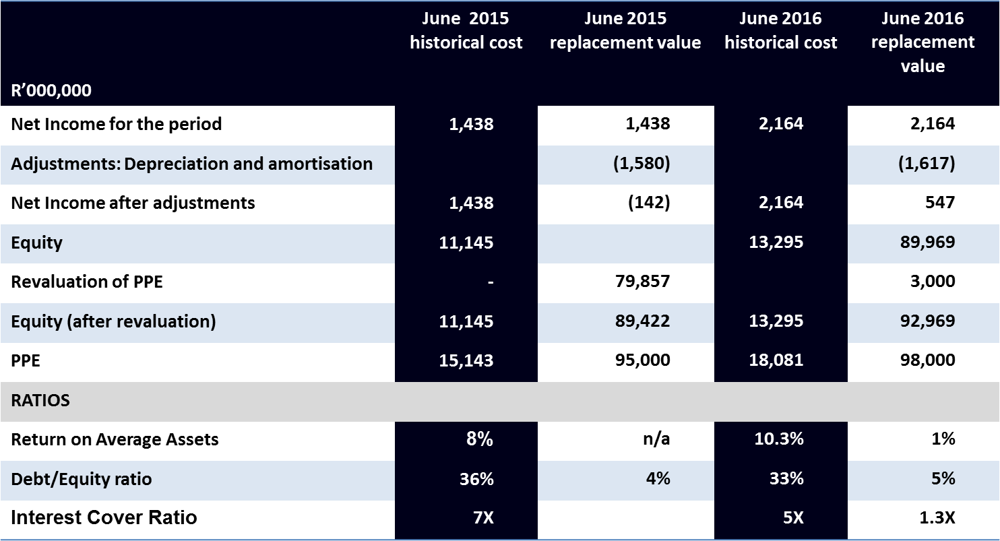 June 2015 historical cost June 2015 replacement value June 2016 historical cost June 2016 replacement value
R’000,000
Net Income for the period 1,438 1,438 2,164 2,164
Adjustments: Depreciation and amortisation (1,580) (1,617)
Net Income after adjustments 1,438 (142) 2,164 547
Equity 11,145 13,295 89,969
Revaluation of PPE - 79,857 3,000
Equity (after revaluation) 11,145 89,422 13,295 92,969
PPE 15,143 95,000 18,081 98,000
RATIOS
Return on Average Assets 8% n/a 10.3% 1%
Debt/Equity ratio 36% 4% 33% 5%
Interest Cover Ratio 7X 5X 1.3X